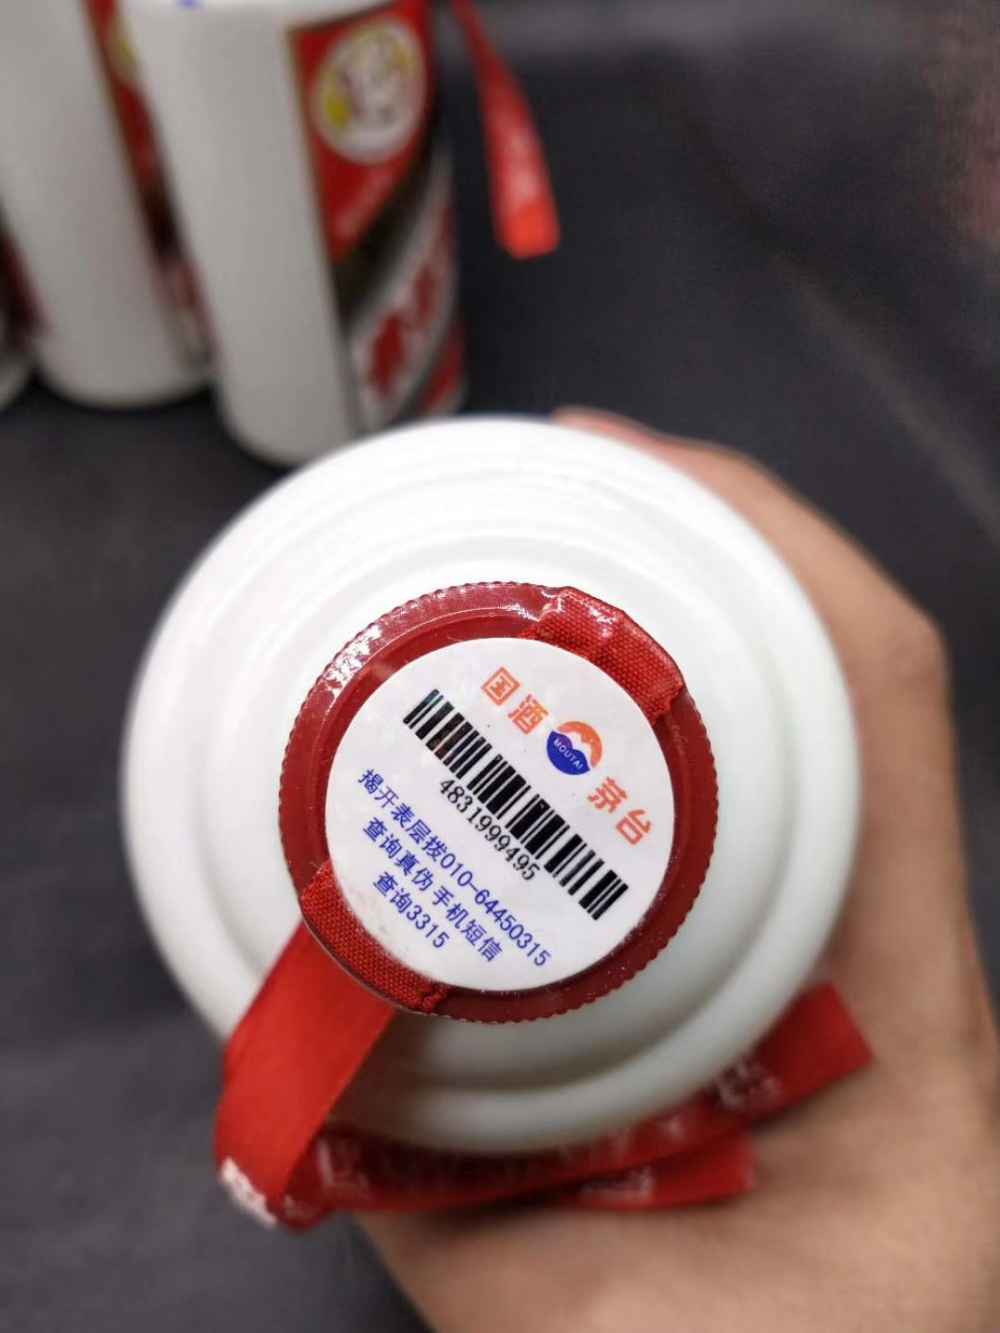 国酒 MOUTAI 茅台
4831999495
揭开表层拨010-64450315
查询真伪 手机短信
查询3315